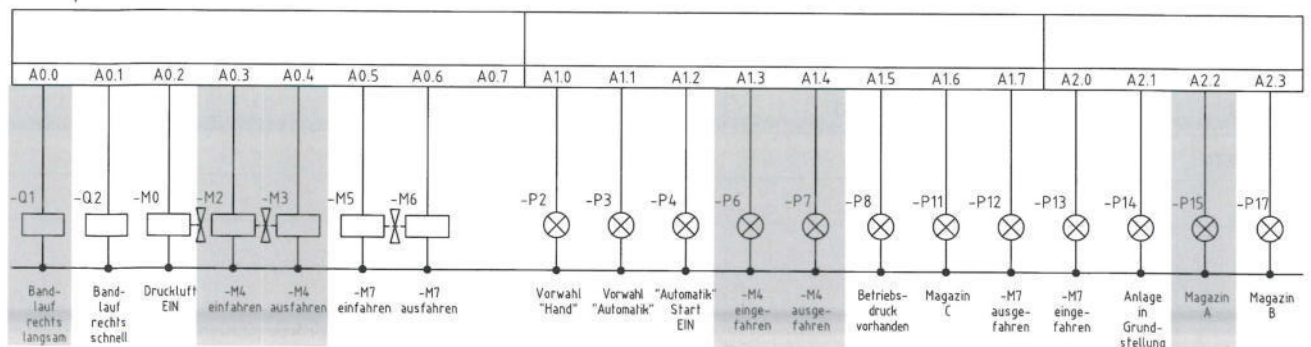 A0.0 A0.1 A0.2 A0.3 A0.4 A0.5 A0.6 A0.7 A1.0 A1.1 A1.2 A1.3 A1.4 A1.5 A1.6 A1.7 A2.0 A2.1 A2.2 A2.3
-Q1 -Q2 -M0 -M2 -M3 -M5 -M6 -P2 -P3 -P4 -P6 -P7 -P8 -P11 -P12 -P13 -P14 -P15 -P17
Band-
lauf
rechts
langsam
Band-
lauf
rechts
schnell
Druckluft
EIN
-M4
einfahren
-M4
ausfahren
-M7
einfahren
-M7
ausfahren
Vorwahl
"Hand"
Vorwahl
"Automatik"
"Automatik"
Start
EIN
-M4
einge-
fahren
-M4
ausge-
fahren
Betriebs-
druck
vorhanden
Magazin
C
-M7
ausge-
fahren
-M7
einge-
fahren
Anlage
in
Grund-
stellung
Magazin
A
Magazin
B